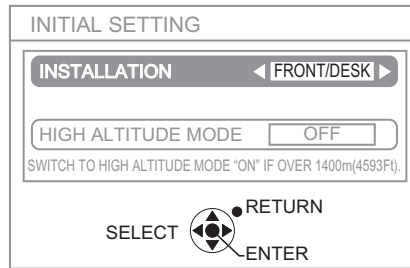 INITIAL SETTING
INSTALLATION FRONT/DESK
HIGH ALTITUDE MODE OFF
SWITCH TO HIGH ALTITUDE MODE “ON” IF OVER 1400m(4593Ft).
RETURN
SELECT
ENTER